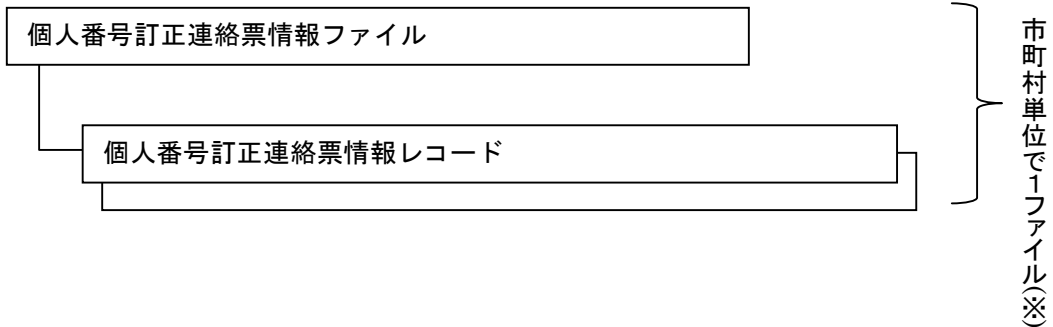 個人番号訂正連絡票情報ファイル
個人番号訂正連絡票情報レコード
市町村単位で1ファイル(※)